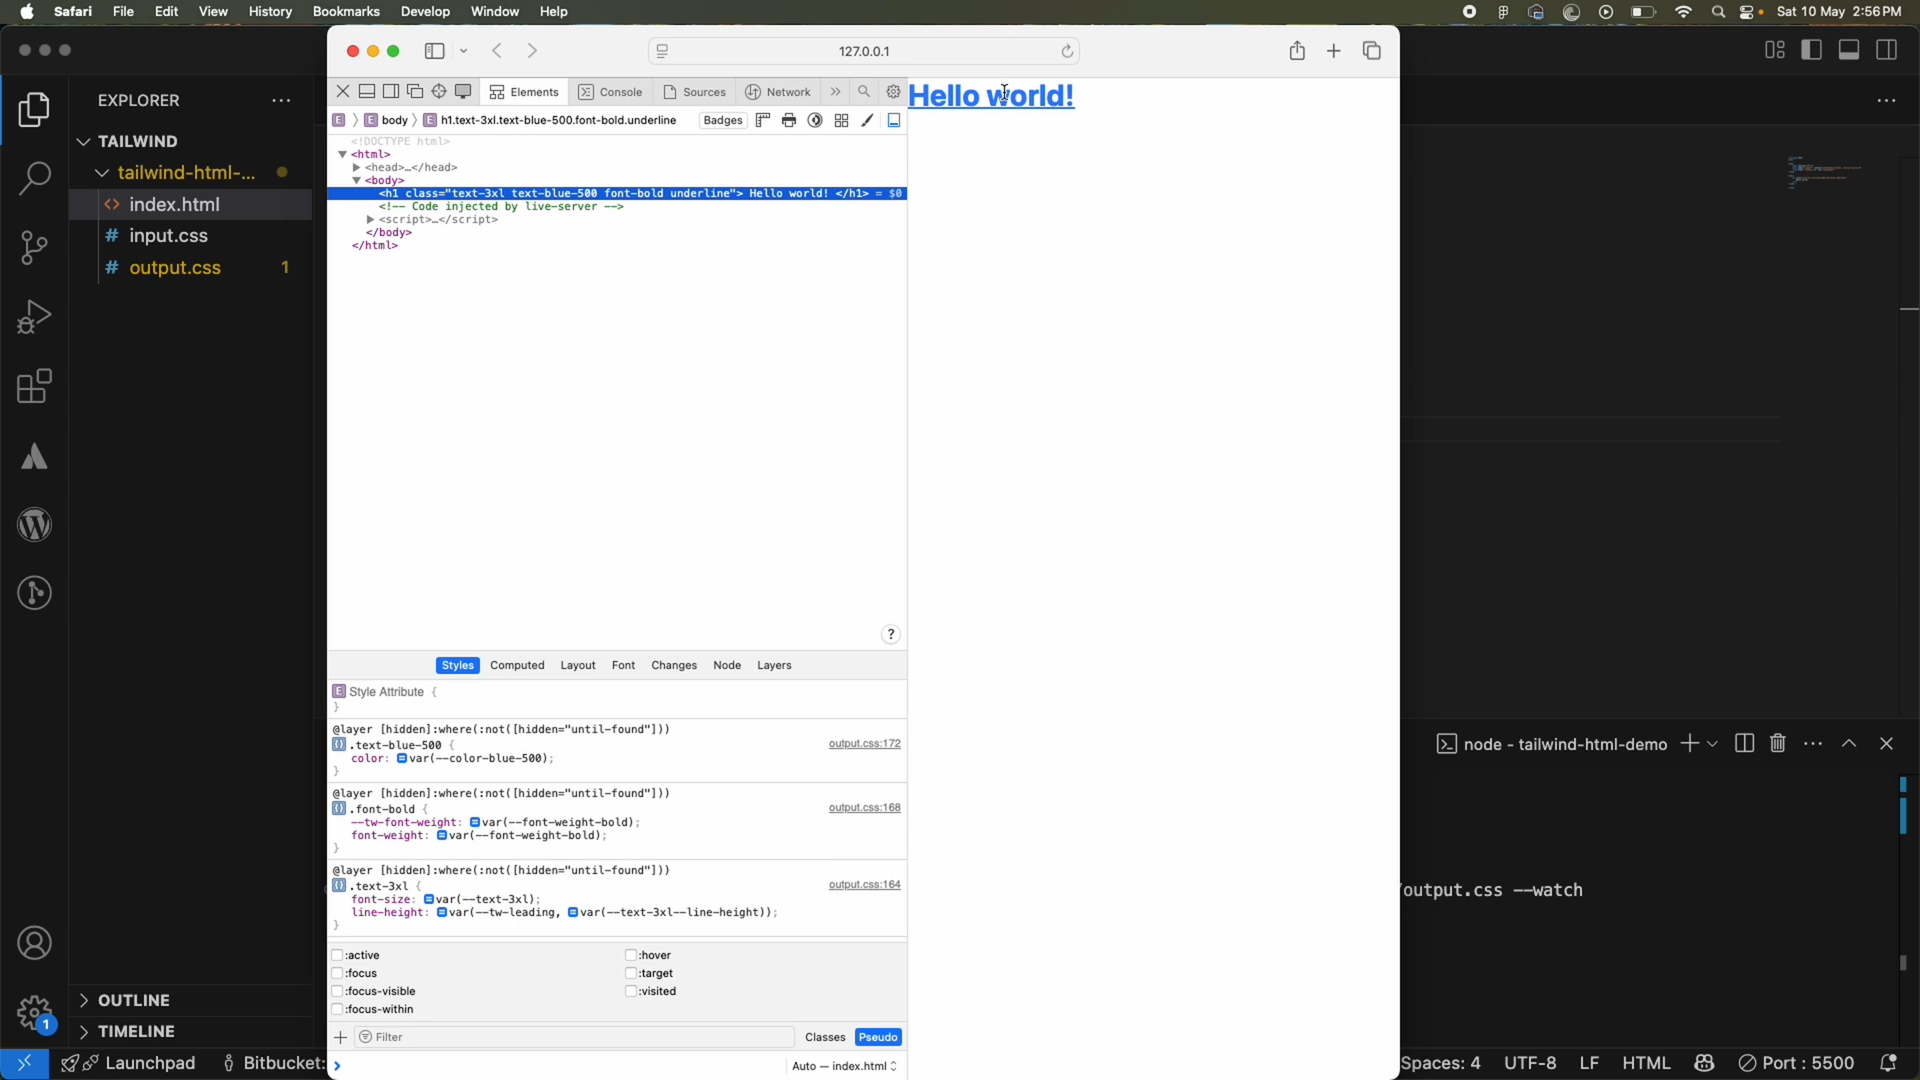 Safari File Edit View History Bookmarks Develop Window Help Sat 10 May 2:56 PM
127.0.0.1
EXPLORER
TAILWIND
tailwind-html-...
index.html
# input.css
# output.css 1
OUTLINE
TIMELINE
Elements Console Sources Network
E E body E h1.text-3xl.text-blue-500.font-bold.underline Badges
<!DOCTYPE html>
<html>
<head>…</head>
<body>
<h1 class="text-3xl text-blue-500 font-bold underline"> Hello world! </h1> = $0
<!-- Code injected by live-server -->
<script>…</script>
</body>
</html>
?
Styles Computed Layout Font Changes Node Layers
E Style Attribute {
}
@layer [hidden]:where(:not([hidden="until-found"]))
.text-blue-500 { output.css:172
color: var(--color-blue-500);
}
@layer [hidden]:where(:not([hidden="until-found"]))
.font-bold { output.css:168
--tw-font-weight: var(--font-weight-bold);
font-weight: var(--font-weight-bold);
}
@layer [hidden]:where(:not([hidden="until-found"]))
.text-3xl { output.css:164
font-size: var(--text-3xl);
line-height: var(--tw-leading, var(--text-3xl--line-height));
}
:active :hover
:focus :target
:focus-visible :visited
:focus-within
Filter Classes Pseudo
Auto — index.html
Hello world!
node - tailwind-html-demo
/output.css --watch
1
Launchpad Bitbucket: Spaces: 4 UTF-8 LF HTML Port : 5500